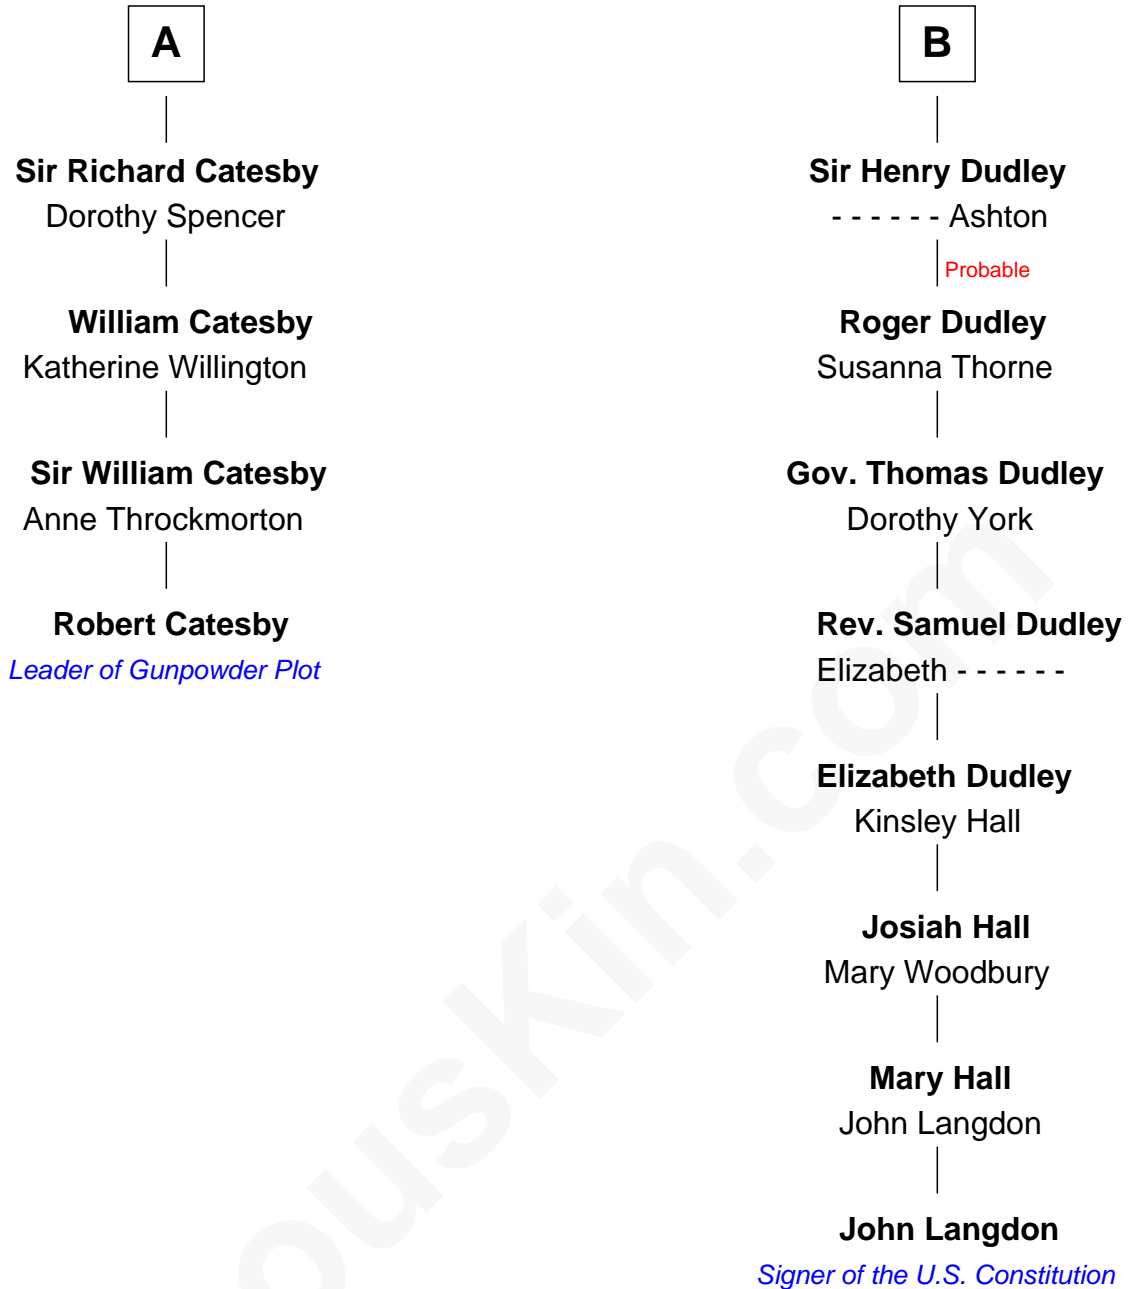 A
Sir Richard Catesby
Dorothy Spencer
William Catesby
Katherine Willington
Sir William Catesby
Anne Throckmorton
Robert Catesby
Leader of Gunpowder Plot
B
Sir Henry Dudley
- - - - - - Ashton
Probable
Roger Dudley
Susanna Thorne
Gov. Thomas Dudley
Dorothy York
Rev. Samuel Dudley
Elizabeth - - - - - -
Elizabeth Dudley
Kinsley Hall
Josiah Hall
Mary Woodbury
Mary Hall
John Langdon
John Langdon
Signer of the U.S. Constitution
ousKin.com